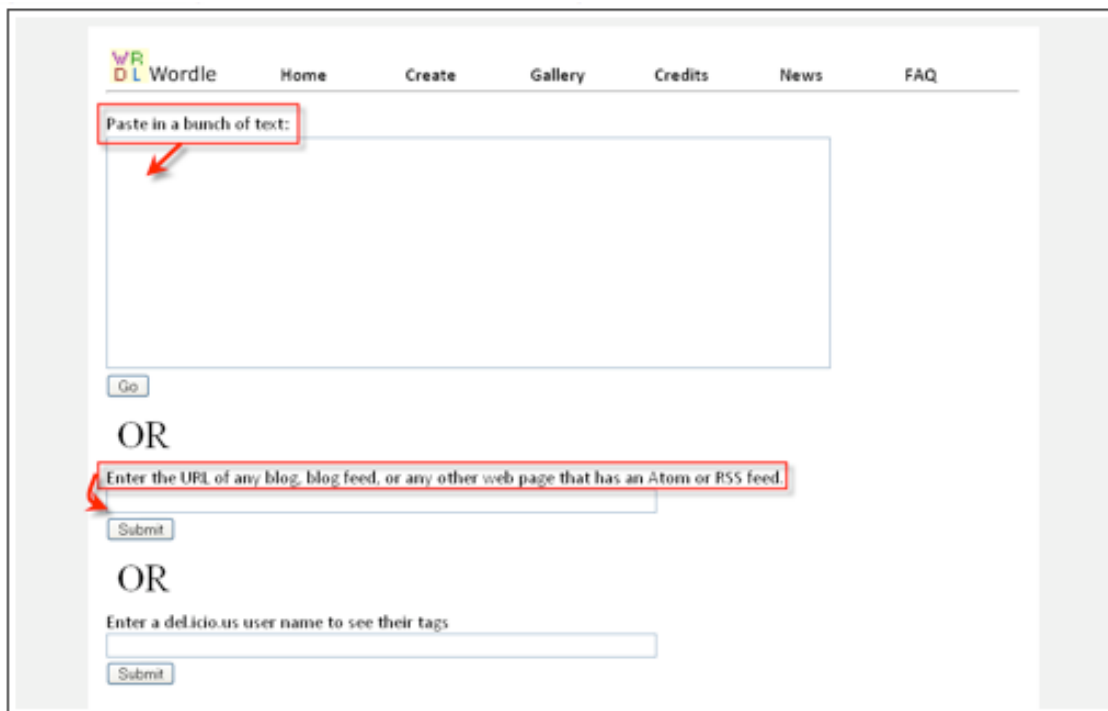 WR
DL Wordle Home Create Gallery Credits News FAQ
Paste in a bunch of text:
Go
OR
Enter the URL of any blog, blog feed, or any other web page that has an Atom or RSS feed.
Submit
OR
Enter a del.icio.us user name to see their tags
Submit